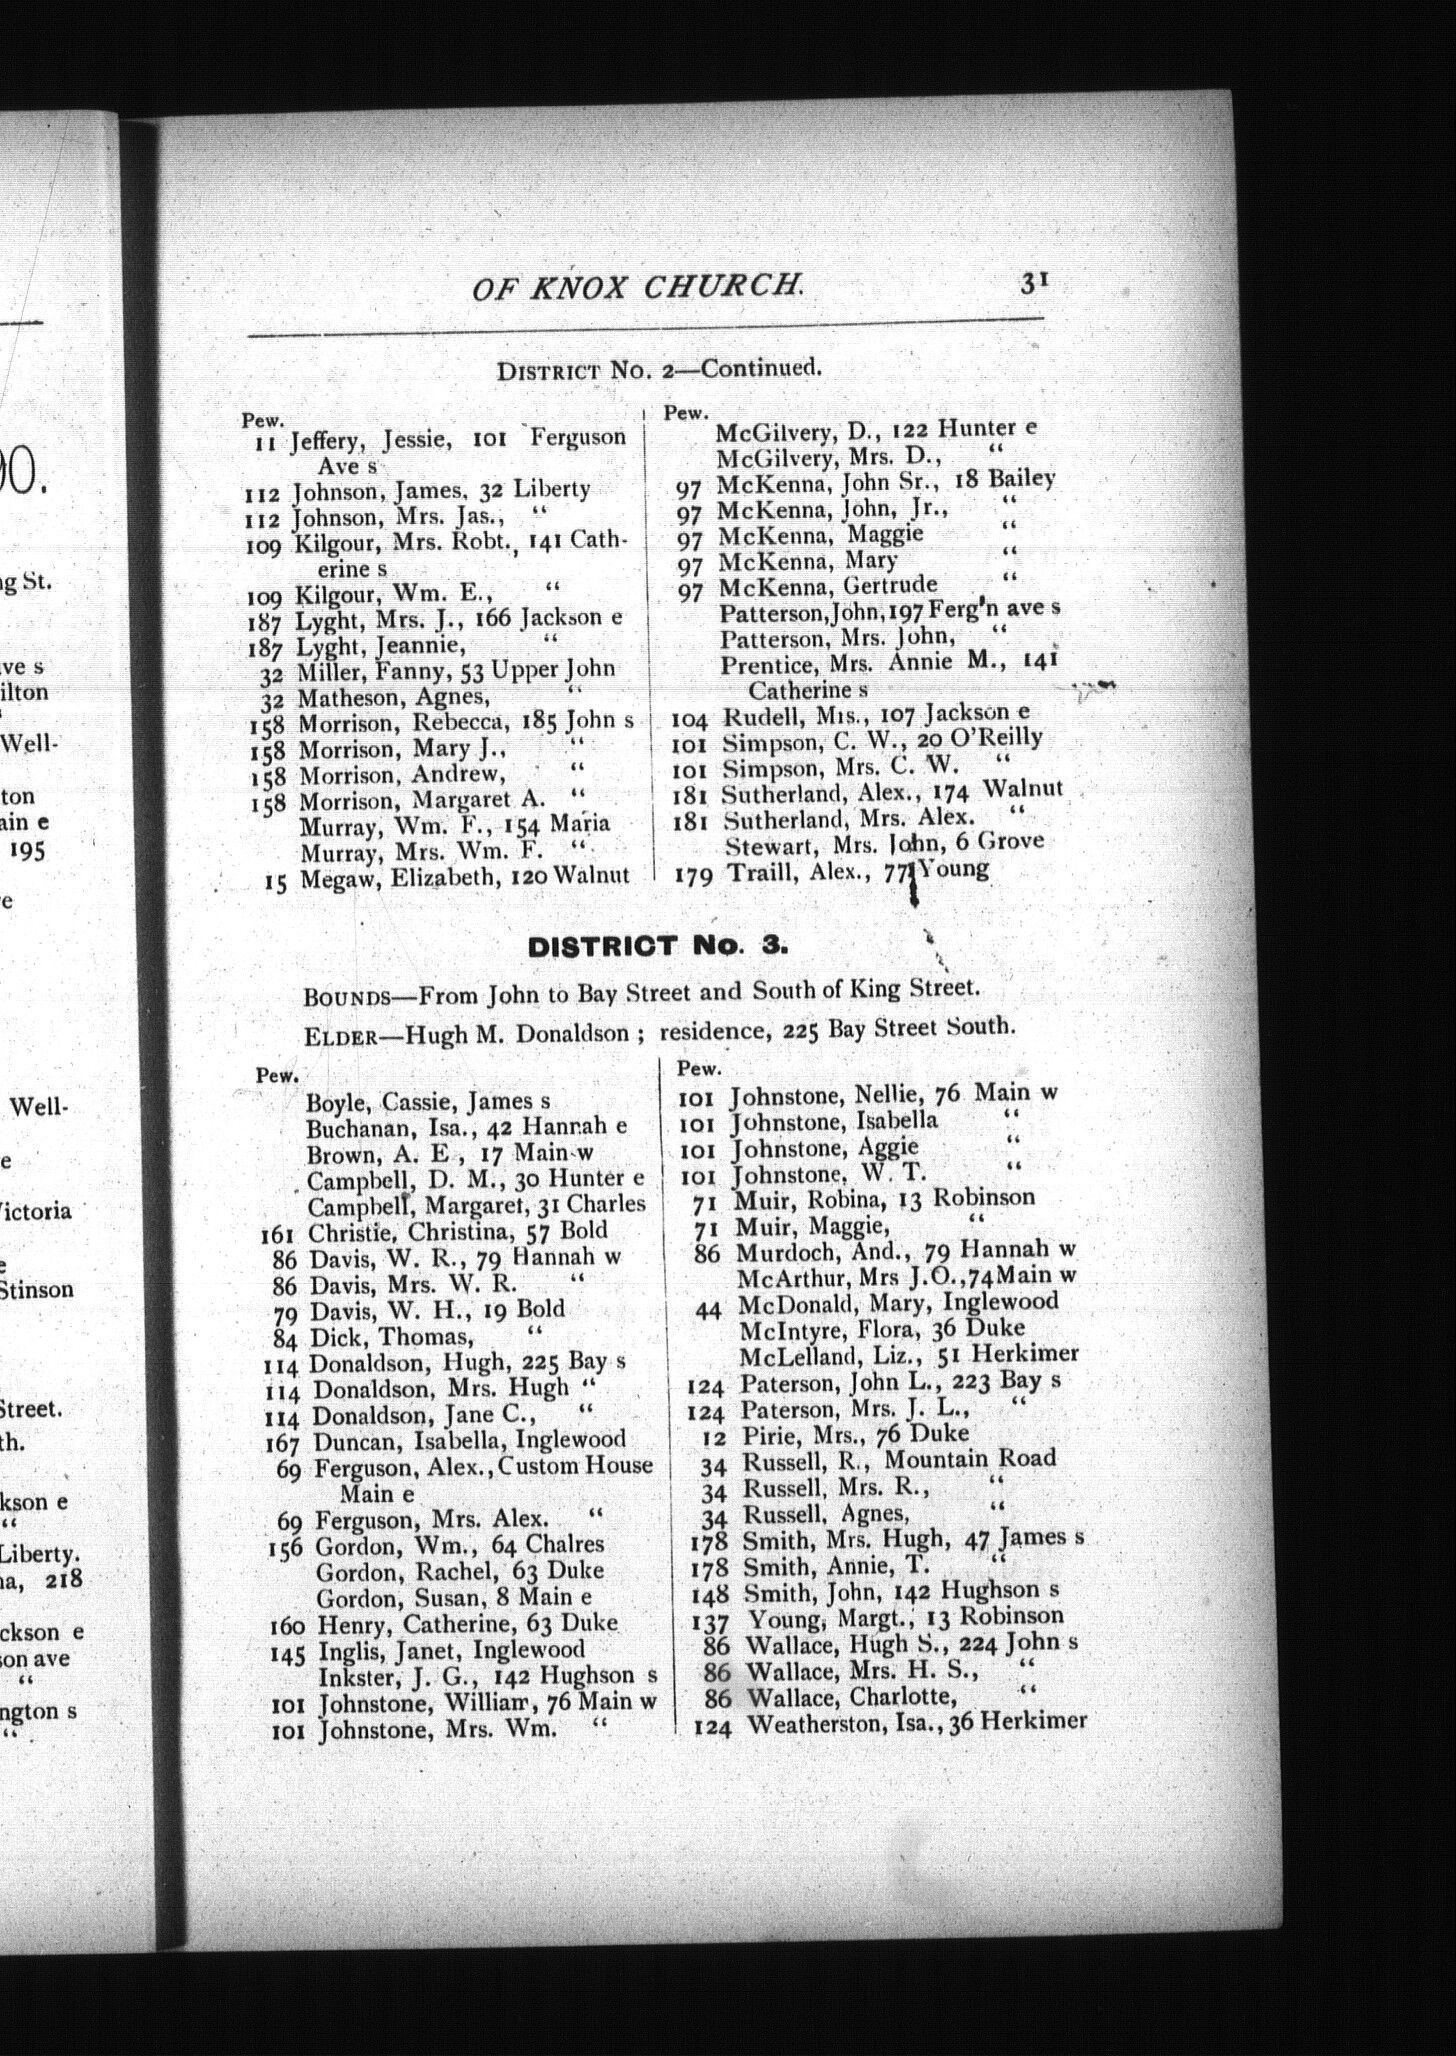 OF KNOX CHURCH. 31
DISTRICT No. 2—Continued.
Pew.
11 Jeffery, Jessie, 101 Ferguson
Ave s
112 Johnson, James, 32 Liberty
112 Johnson, Mrs. Jas., “
109 Kilgour, Mrs. Robt., 141 Cath-
erine s
109 Kilgour, Wm. E., “
187 Lyght, Mrs. J., 166 Jackson e
187 Lyght, Jeannie, “
32 Miller, Fanny, 53 Upper John
32 Matheson, Agnes, “
158 Morrison, Rebecca, 185 John s
158 Morrison, Mary J., “
158 Morrison, Andrew, “
158 Morrison, Margaret A. “
Murray, Wm. F., 154 Maria
Murray, Mrs. Wm. F. “
15 Megaw, Elizabeth, 120 Walnut
Pew.
McGilvery, D., 122 Hunter e
McGilvery, Mrs. D., “
97 McKenna, John Sr., 18 Bailey
97 McKenna, John, Jr., “
97 McKenna, Maggie “
97 McKenna, Mary “
97 McKenna, Gertrude “
Patterson, John, 197 Ferg'n ave s
Patterson, Mrs. John, “
Prentice, Mrs. Annie M., 141
Catherine s
104 Rudell, Mrs., 107 Jackson e
101 Simpson, C. W., 20 O'Reilly
101 Simpson, Mrs. C. W. “
181 Sutherland, Alex., 174 Walnut
181 Sutherland, Mrs. Alex. “
Stewart, Mrs. John, 6 Grove
179 Traill, Alex., 77 Young
DISTRICT No. 3.
BOUNDS—From John to Bay Street and South of King Street.
ELDER—Hugh M. Donaldson ; residence, 225 Bay Street South.
Pew.
Boyle, Cassie, James s
Buchanan, Isa., 42 Hannah e
Brown, A. E , 17 Main w
Campbell, D. M., 30 Hunter e
Campbell, Margaret, 31 Charles
161 Christie, Christina, 57 Bold
86 Davis, W. R., 79 Hannah w
86 Davis, Mrs. W. R. “
79 Davis, W. H., 19 Bold
84 Dick, Thomas, “
114 Donaldson, Hugh, 225 Bay s
114 Donaldson, Mrs. Hugh “
114 Donaldson, Jane C., “
167 Duncan, Isabella, Inglewood
69 Ferguson, Alex., Custom House
Main e
69 Ferguson, Mrs. Alex. “
156 Gordon, Wm., 64 Chalres
Gordon, Rachel, 63 Duke
Gordon, Susan, 8 Main e
160 Henry, Catherine, 63 Duke
145 Inglis, Janet, Inglewood
Inkster, J. G., 142 Hughson s
101 Johnstone, William, 76 Main w
101 Johnstone, Mrs. Wm. “
Pew.
101 Johnstone, Nellie, 76 Main w
101 Johnstone, Isabella “
101 Johnstone, Aggie “
101 Johnstone, W. T. “
71 Muir, Robina, 13 Robinson
71 Muir, Maggie, “
86 Murdoch, And., 79 Hannah w
McArthur, Mrs J.O., 74 Main w
44 McDonald, Mary, Inglewood
McIntyre, Flora, 36 Duke
McLelland, Liz., 51 Herkimer
124 Paterson, John L., 223 Bay s
124 Paterson, Mrs. J. L., “
12 Pirie, Mrs., 76 Duke
34 Russell, R., Mountain Road
34 Russell, Mrs. R., “
34 Russell, Agnes, “
178 Smith, Mrs. Hugh, 47 James s
178 Smith, Annie, T. “
148 Smith, John, 142 Hughson s
137 Young, Margt., 13 Robinson
86 Wallace, Hugh S., 224 John s
86 Wallace, Mrs. H. S., “
86 Wallace, Charlotte, “
124 Weatherston, Isa., 36 Herkimer